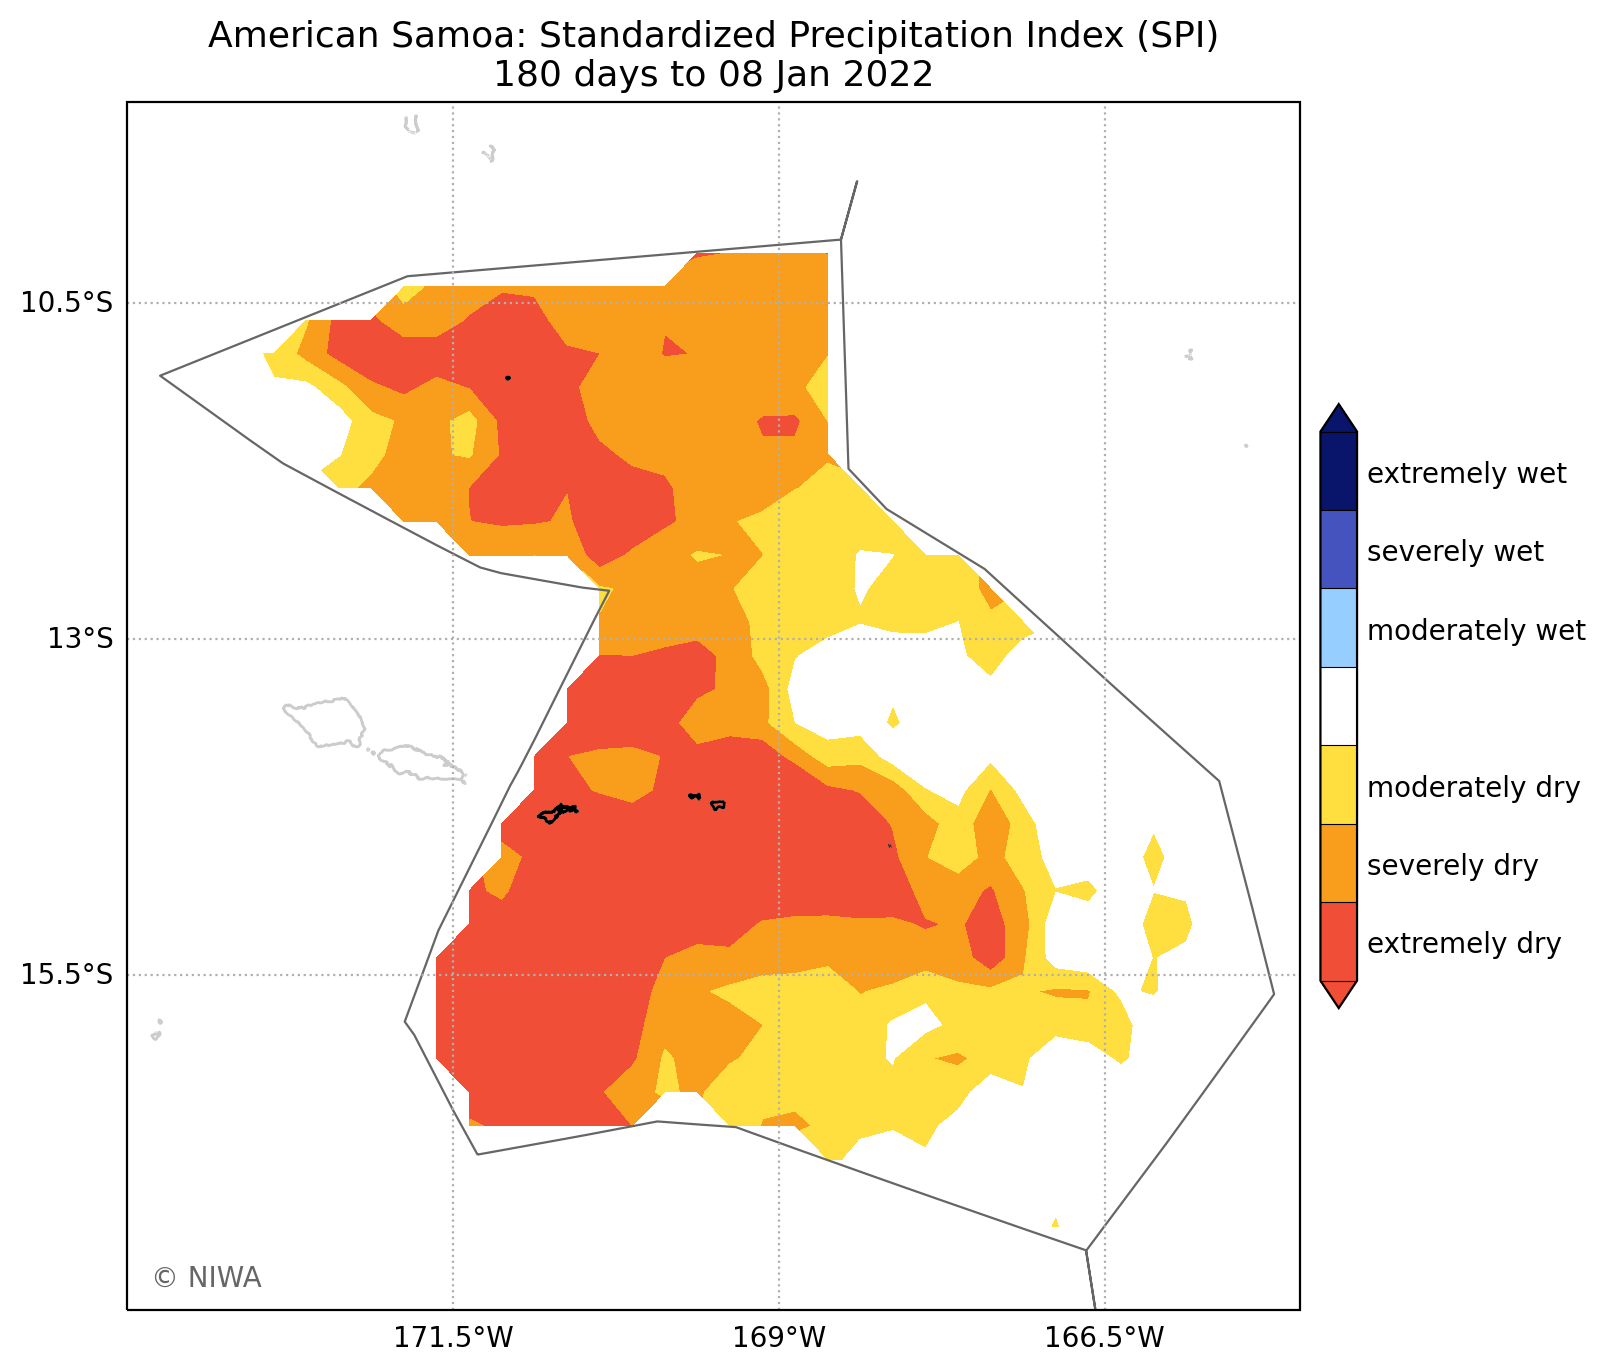 American Samoa: Standardized Precipitation Index (SPI)
180 days to 08 Jan 2022
10.5°S
13°S
15.5°S
171.5°W
169°W
166.5°W
extremely wet
severely wet
moderately wet
moderately dry
severely dry
extremely dry
© NIWA